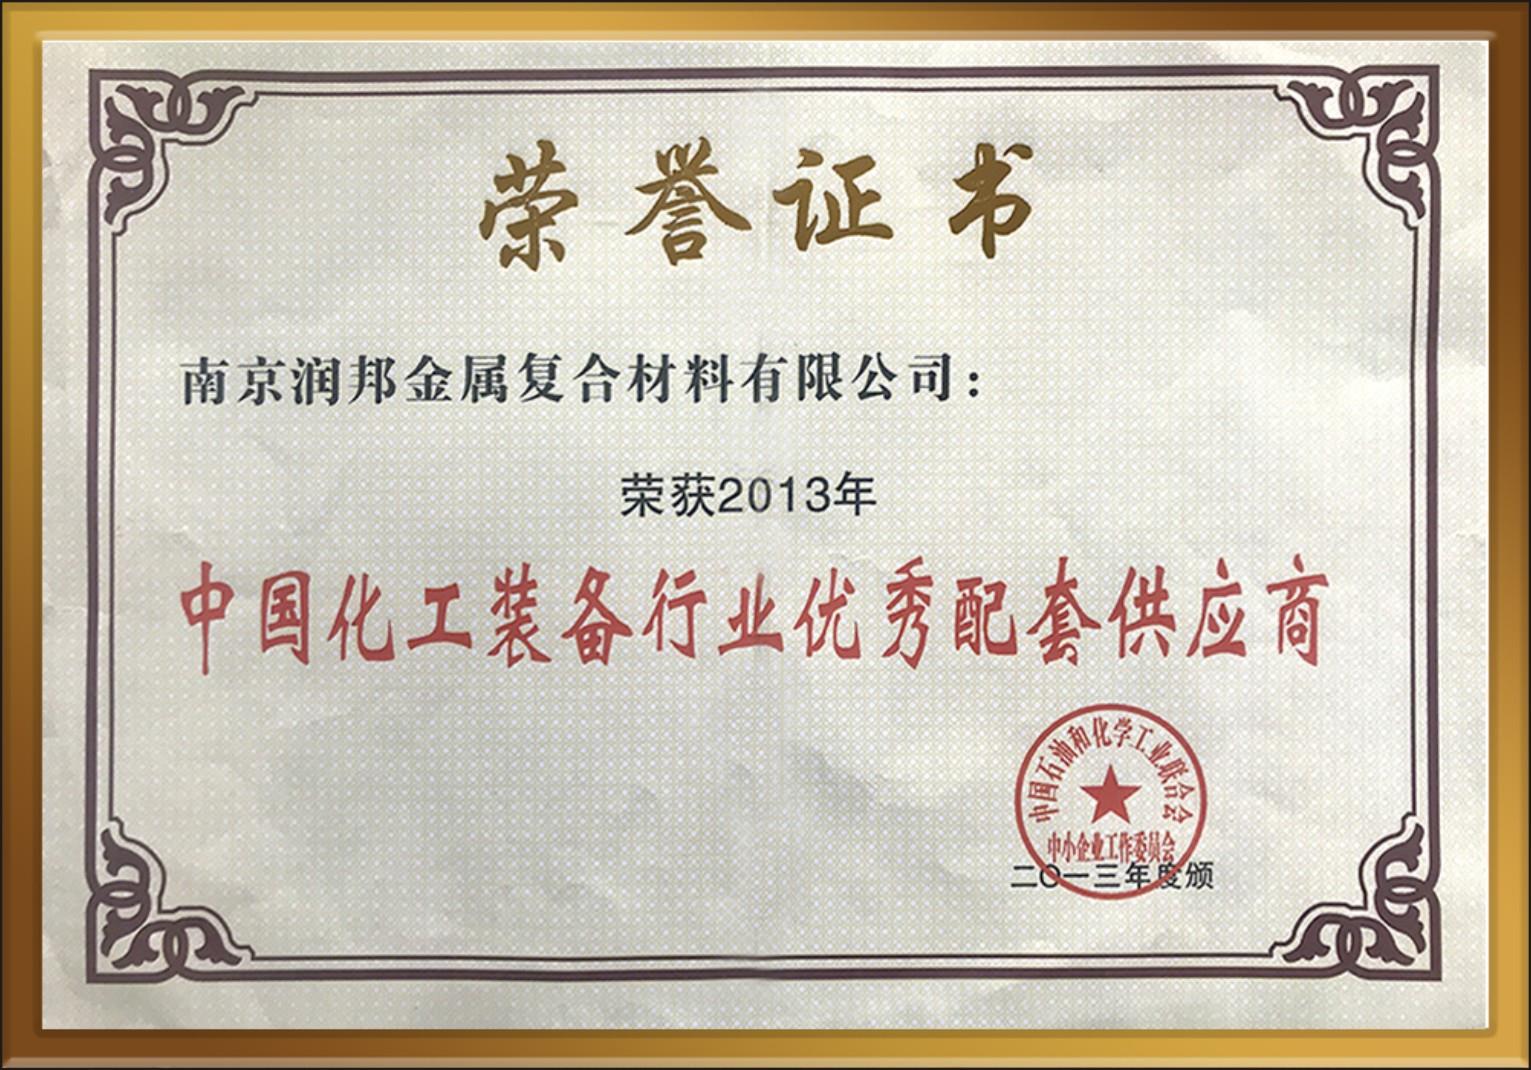 荣誉证书
南京润邦金属复合材料有限公司：
荣获2013年
中国化工装备行业优秀配套供应商
中国石油和化学工业联合会
中小企业工作委员会
二〇一三年度颁